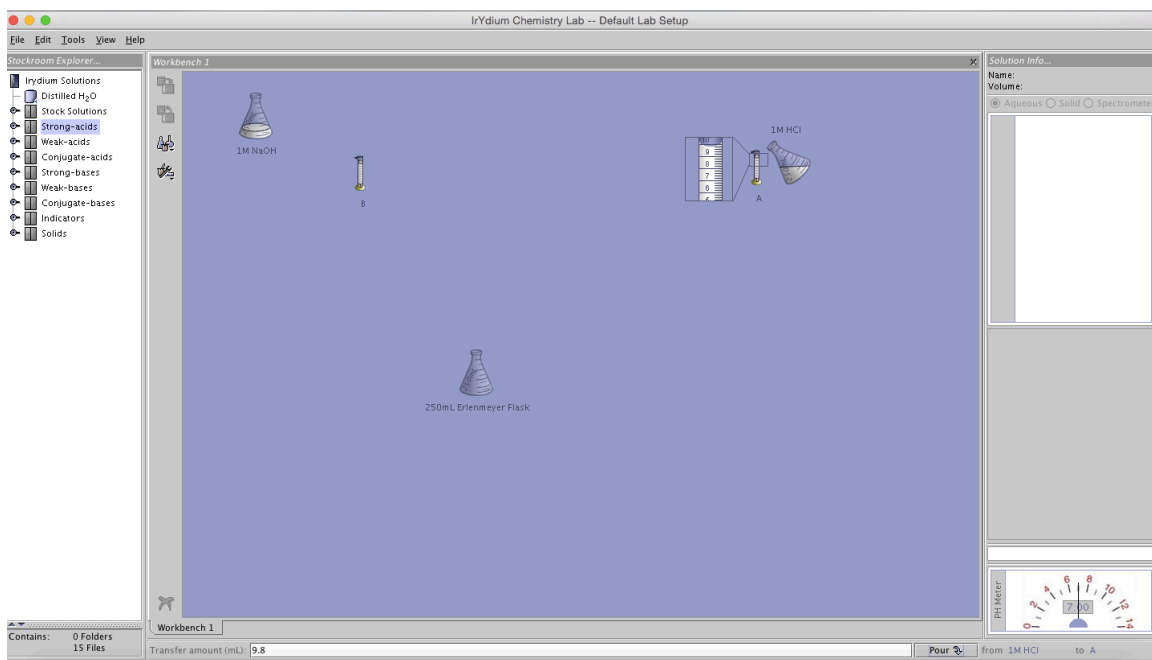 IrYdium Chemistry Lab -- Default Lab Setup
File Edit Tools View Help
Stockroom Explorer...
Irydium Solutions
Distilled H₂O
Stock Solutions
Strong-acids
Weak-acids
Conjugate-acids
Strong-bases
Weak-bases
Conjugate-bases
Indicators
Solids
Contains: 0 Folders
15 Files
Workbench 1
1M NaOH
B
1M HCl
9
8
7
6
A
250mL Erlenmeyer Flask
Workbench 1
Transfer amount (mL): 9.8 Pour from 1M HCl to A
Solution Info...
Name:
Volume:
Aqueous Solid Spectrometer
PH Meter
0 2 4 6 8 10 12 14
7.00